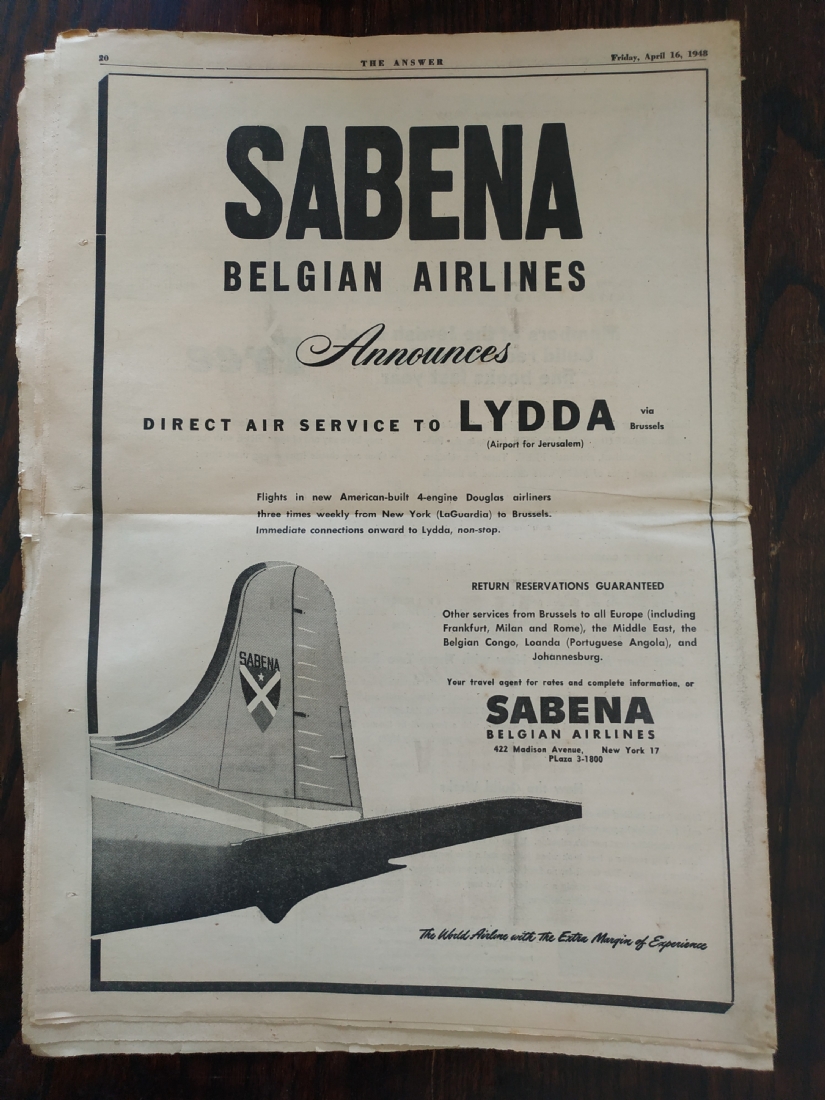 20 THE ANSWER Friday, April 16, 1948
SABENA
BELGIAN AIRLINES
Announces
DIRECT AIR SERVICE TO LYDDA via Brussels
(Airport for Jerusalem)
Flights in new American-built 4-engine Douglas airliners
three times weekly from New York (LaGuardia) to Brussels.
Immediate connections onward to Lydda, non-stop.
SABENA
RETURN RESERVATIONS GUARANTEED
Other services from Brussels to all Europe (including
Frankfurt, Milan and Rome), the Middle East, the
Belgian Congo, Loanda (Portuguese Angola), and
Johannesburg.
Your travel agent for rates and complete information, or
SABENA
BELGIAN AIRLINES
422 Madison Avenue, New York 17
PLaza 3-1800
The World Airline with The Extra Margin of Experience